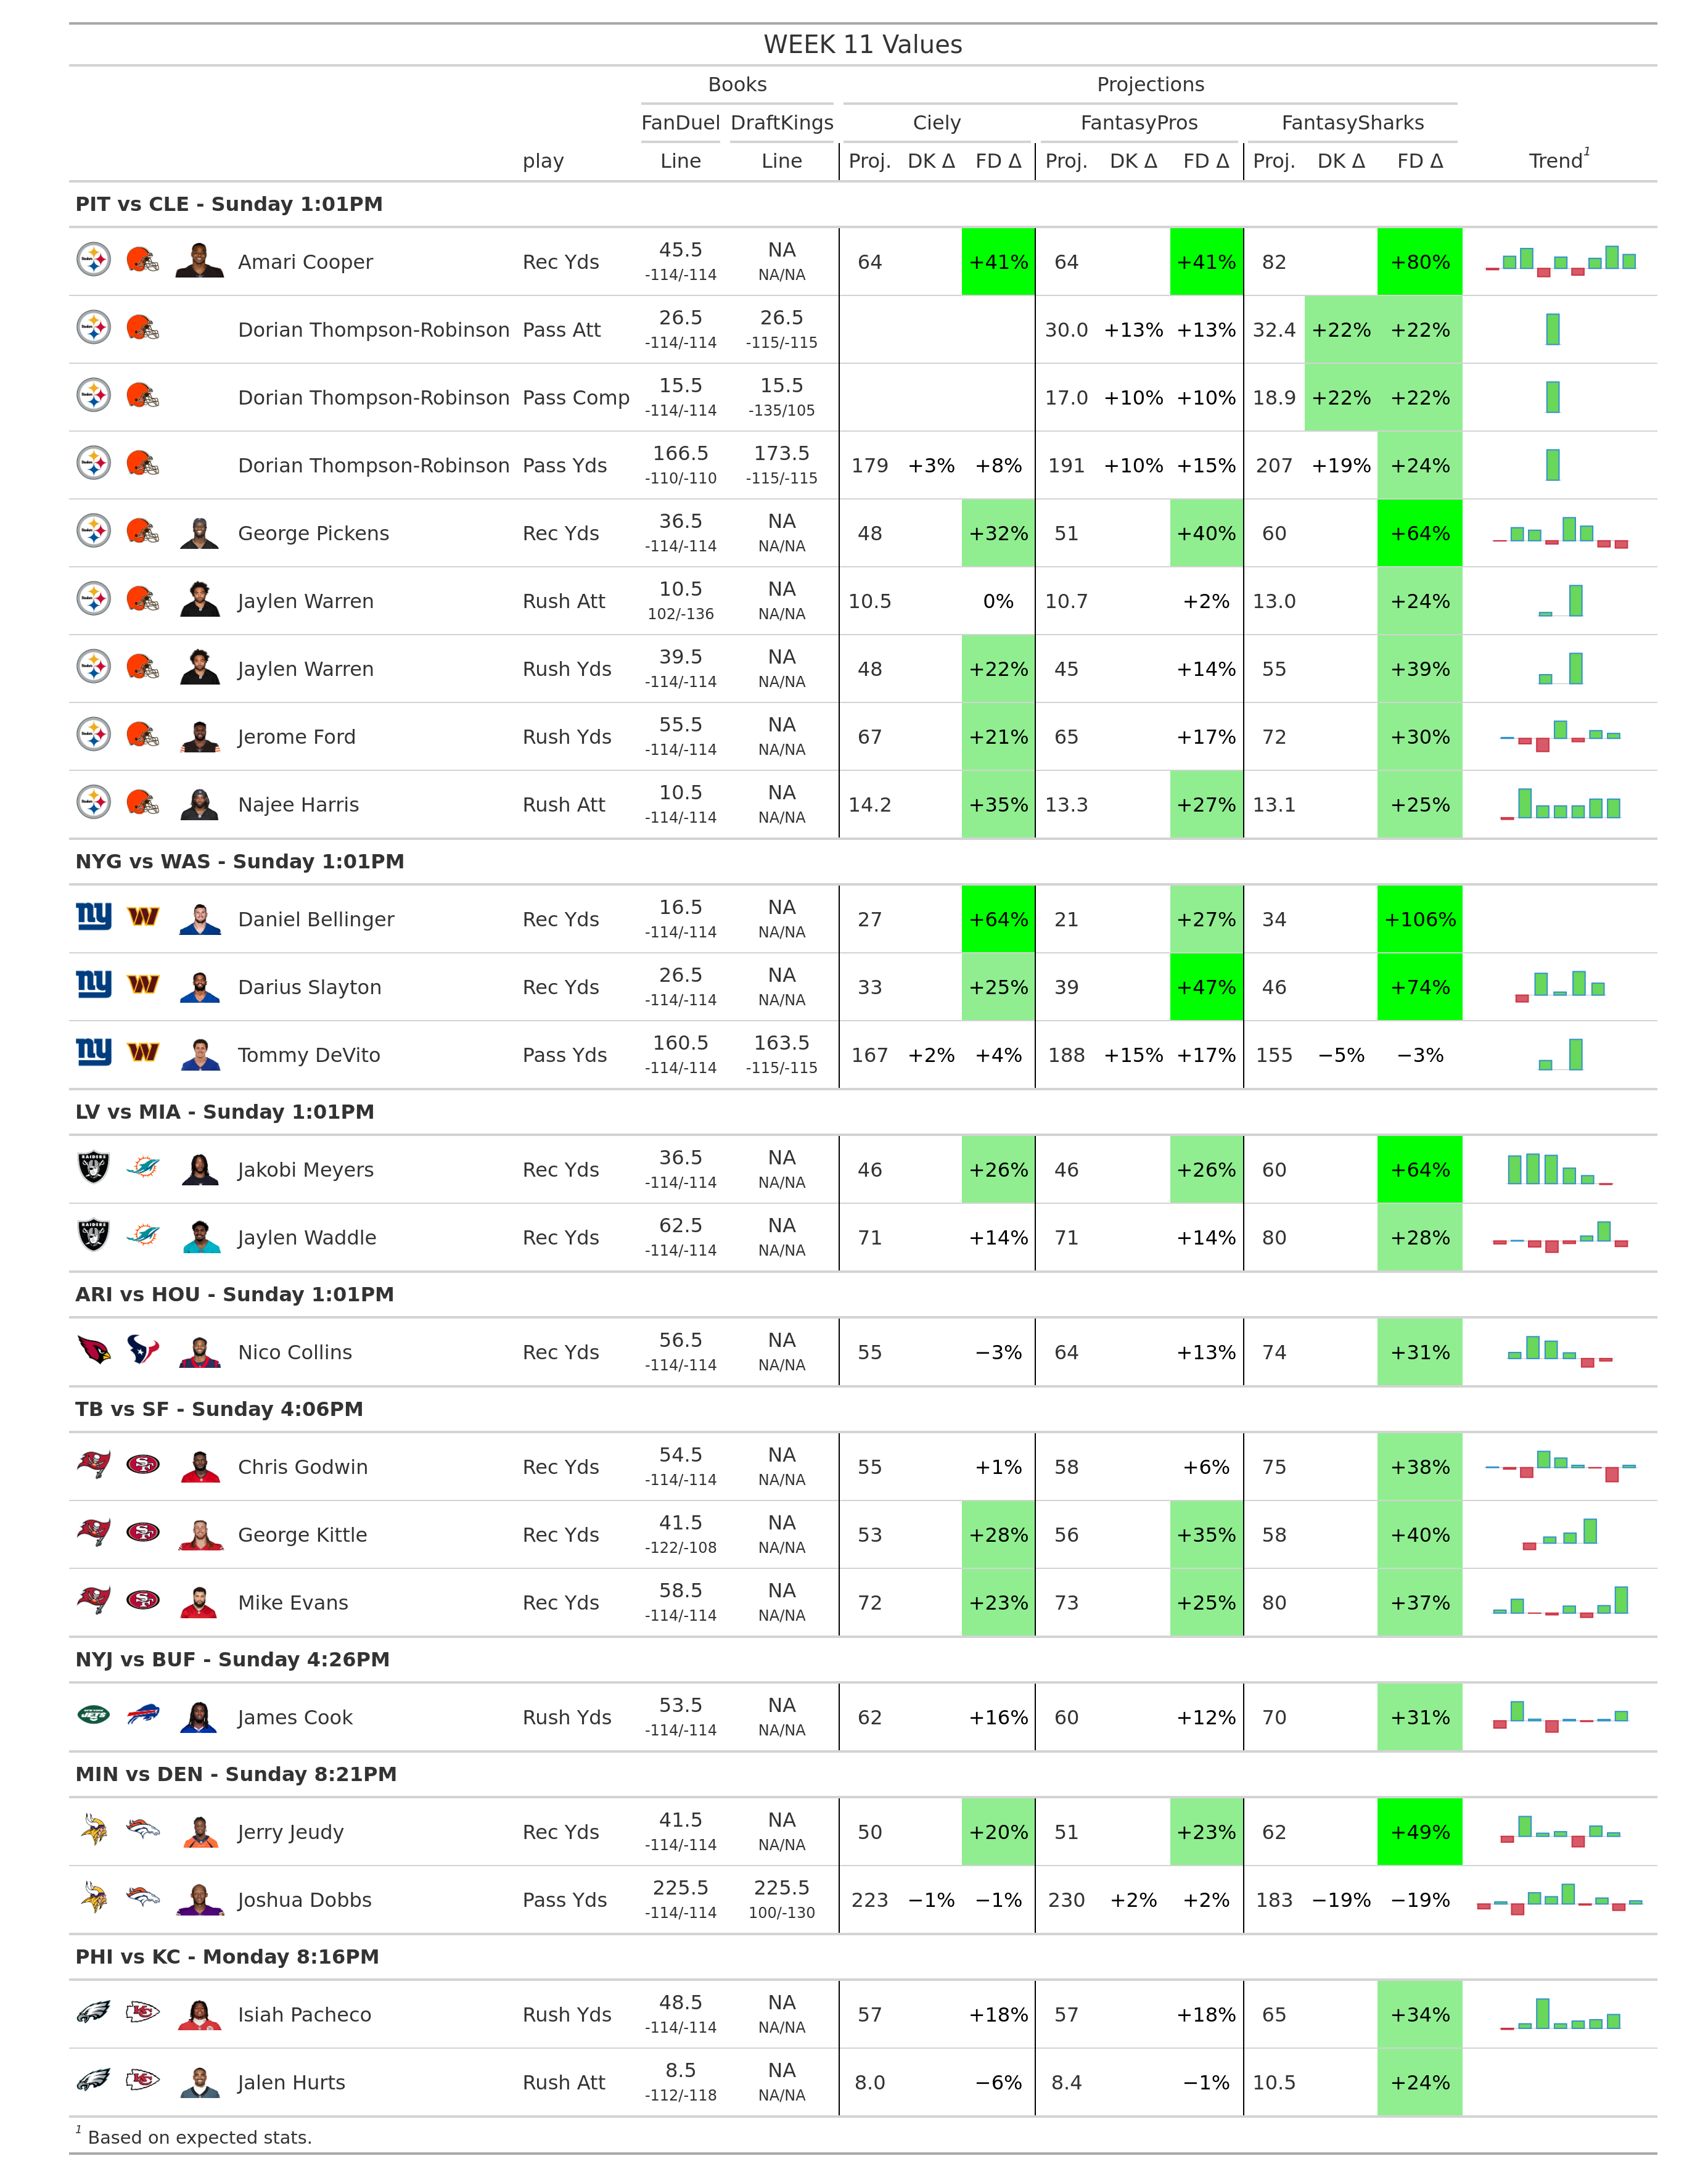 WEEK 11 Values
Books Projections
FanDuel DraftKings Ciely FantasyPros FantasySharks
play Line Line Proj. DK Δ FD Δ Proj. DK Δ FD Δ Proj. DK Δ FD Δ Trend1
PIT vs CLE - Sunday 1:01PM
Amari Cooper Rec Yds 45.5 NA 64 +41% 64 +41% 82 +80%
-114/-114 NA/NA
Dorian Thompson-Robinson Pass Att 26.5 26.5 30.0 +13% +13% 32.4 +22% +22%
-114/-114 -115/-115
Dorian Thompson-Robinson Pass Comp 15.5 15.5 17.0 +10% +10% 18.9 +22% +22%
-114/-114 -135/105
Dorian Thompson-Robinson Pass Yds 166.5 173.5 179 +3% +8% 191 +10% +15% 207 +19% +24%
-110/-110 -115/-115
George Pickens Rec Yds 36.5 NA 48 +32% 51 +40% 60 +64%
-114/-114 NA/NA
Jaylen Warren Rush Att 10.5 NA 10.5 0% 10.7 +2% 13.0 +24%
102/-136 NA/NA
Jaylen Warren Rush Yds 39.5 NA 48 +22% 45 +14% 55 +39%
-114/-114 NA/NA
Jerome Ford Rush Yds 55.5 NA 67 +21% 65 +17% 72 +30%
-114/-114 NA/NA
Najee Harris Rush Att 10.5 NA 14.2 +35% 13.3 +27% 13.1 +25%
-114/-114 NA/NA
NYG vs WAS - Sunday 1:01PM
Daniel Bellinger Rec Yds 16.5 NA 27 +64% 21 +27% 34 +106%
-114/-114 NA/NA
Darius Slayton Rec Yds 26.5 NA 33 +25% 39 +47% 46 +74%
-114/-114 NA/NA
Tommy DeVito Pass Yds 160.5 163.5 167 +2% +4% 188 +15% +17% 155 −5% −3%
-114/-114 -115/-115
LV vs MIA - Sunday 1:01PM
Jakobi Meyers Rec Yds 36.5 NA 46 +26% 46 +26% 60 +64%
-114/-114 NA/NA
Jaylen Waddle Rec Yds 62.5 NA 71 +14% 71 +14% 80 +28%
-114/-114 NA/NA
ARI vs HOU - Sunday 1:01PM
Nico Collins Rec Yds 56.5 NA 55 −3% 64 +13% 74 +31%
-114/-114 NA/NA
TB vs SF - Sunday 4:06PM
Chris Godwin Rec Yds 54.5 NA 55 +1% 58 +6% 75 +38%
-114/-114 NA/NA
George Kittle Rec Yds 41.5 NA 53 +28% 56 +35% 58 +40%
-122/-108 NA/NA
Mike Evans Rec Yds 58.5 NA 72 +23% 73 +25% 80 +37%
-114/-114 NA/NA
NYJ vs BUF - Sunday 4:26PM
James Cook Rush Yds 53.5 NA 62 +16% 60 +12% 70 +31%
-114/-114 NA/NA
MIN vs DEN - Sunday 8:21PM
Jerry Jeudy Rec Yds 41.5 NA 50 +20% 51 +23% 62 +49%
-114/-114 NA/NA
Joshua Dobbs Pass Yds 225.5 225.5 223 −1% −1% 230 +2% +2% 183 −19% −19%
-114/-114 100/-130
PHI vs KC - Monday 8:16PM
Isiah Pacheco Rush Yds 48.5 NA 57 +18% 57 +18% 65 +34%
-114/-114 NA/NA
Jalen Hurts Rush Att 8.5 NA 8.0 −6% 8.4 −1% 10.5 +24%
-112/-118 NA/NA
1 Based on expected stats.